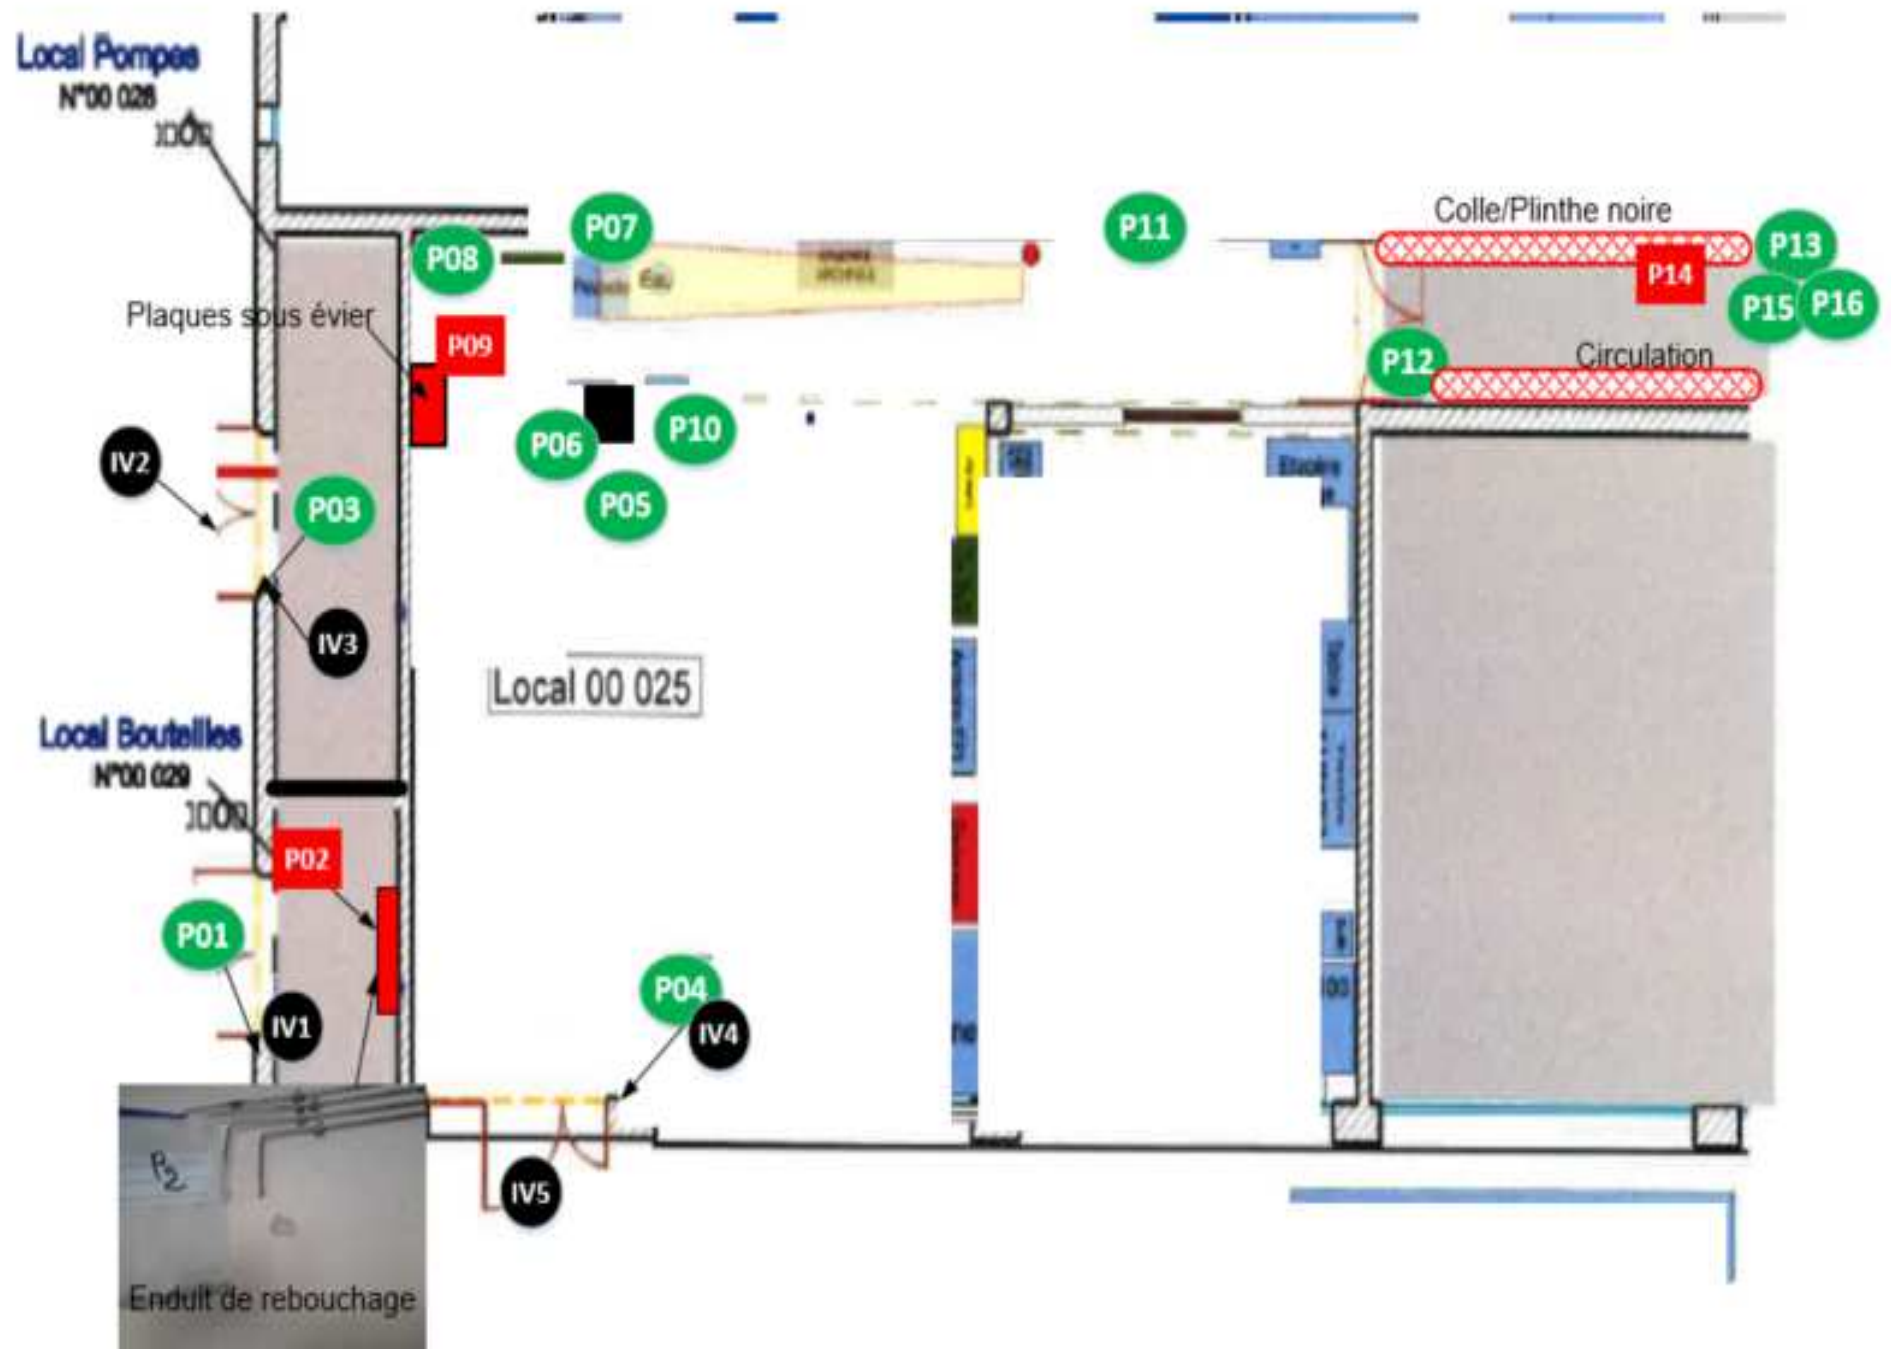 Local Pompes
N°00 028
Colle/Plinthe noire
P07
P11
P08
P13
P14
P15
P16
Plaques sous évier
P09
Circulation
P12
P06
P10
IV2
P03
P05
IV3
Local 00 025
Local Bouteilles
N°00 029
P02
P01
P04
IV1
IV4
IV5
P2
Enduit de rebouchage